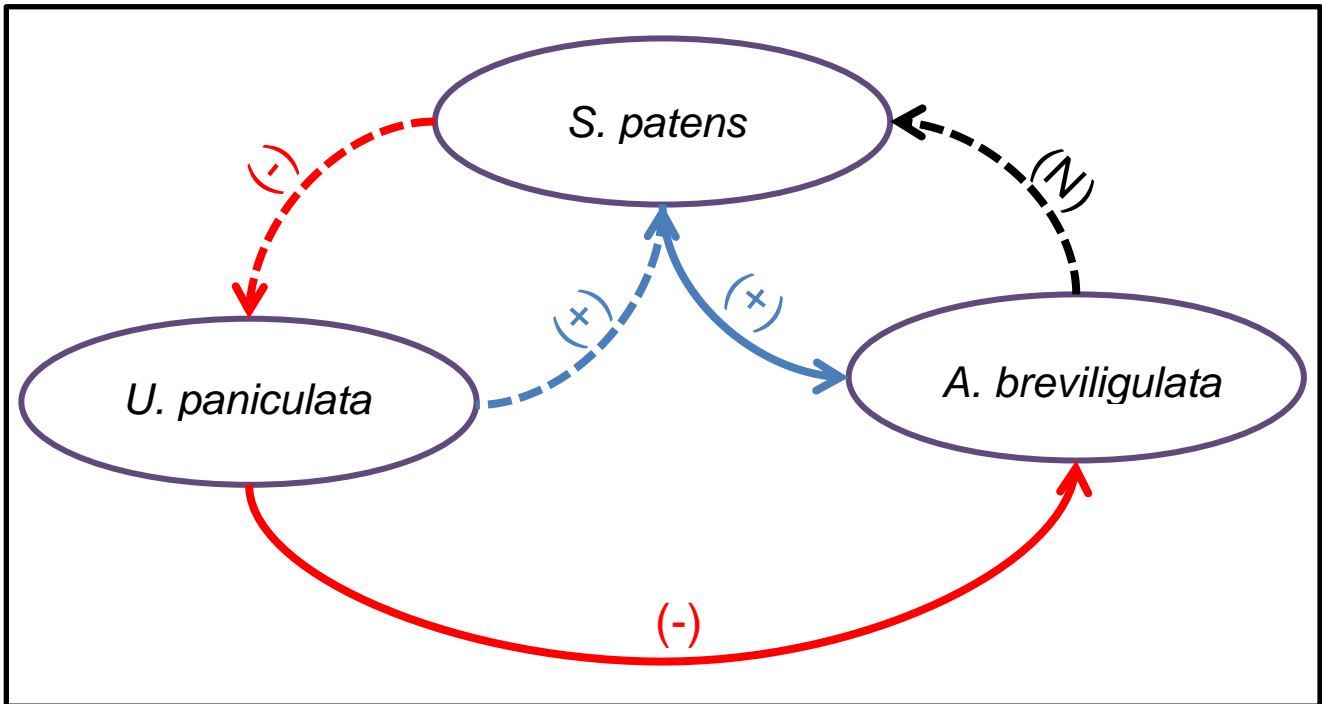 S. patens
(-)
(N)
(+)
(+)
U. paniculata
A. breviligulata
(-)